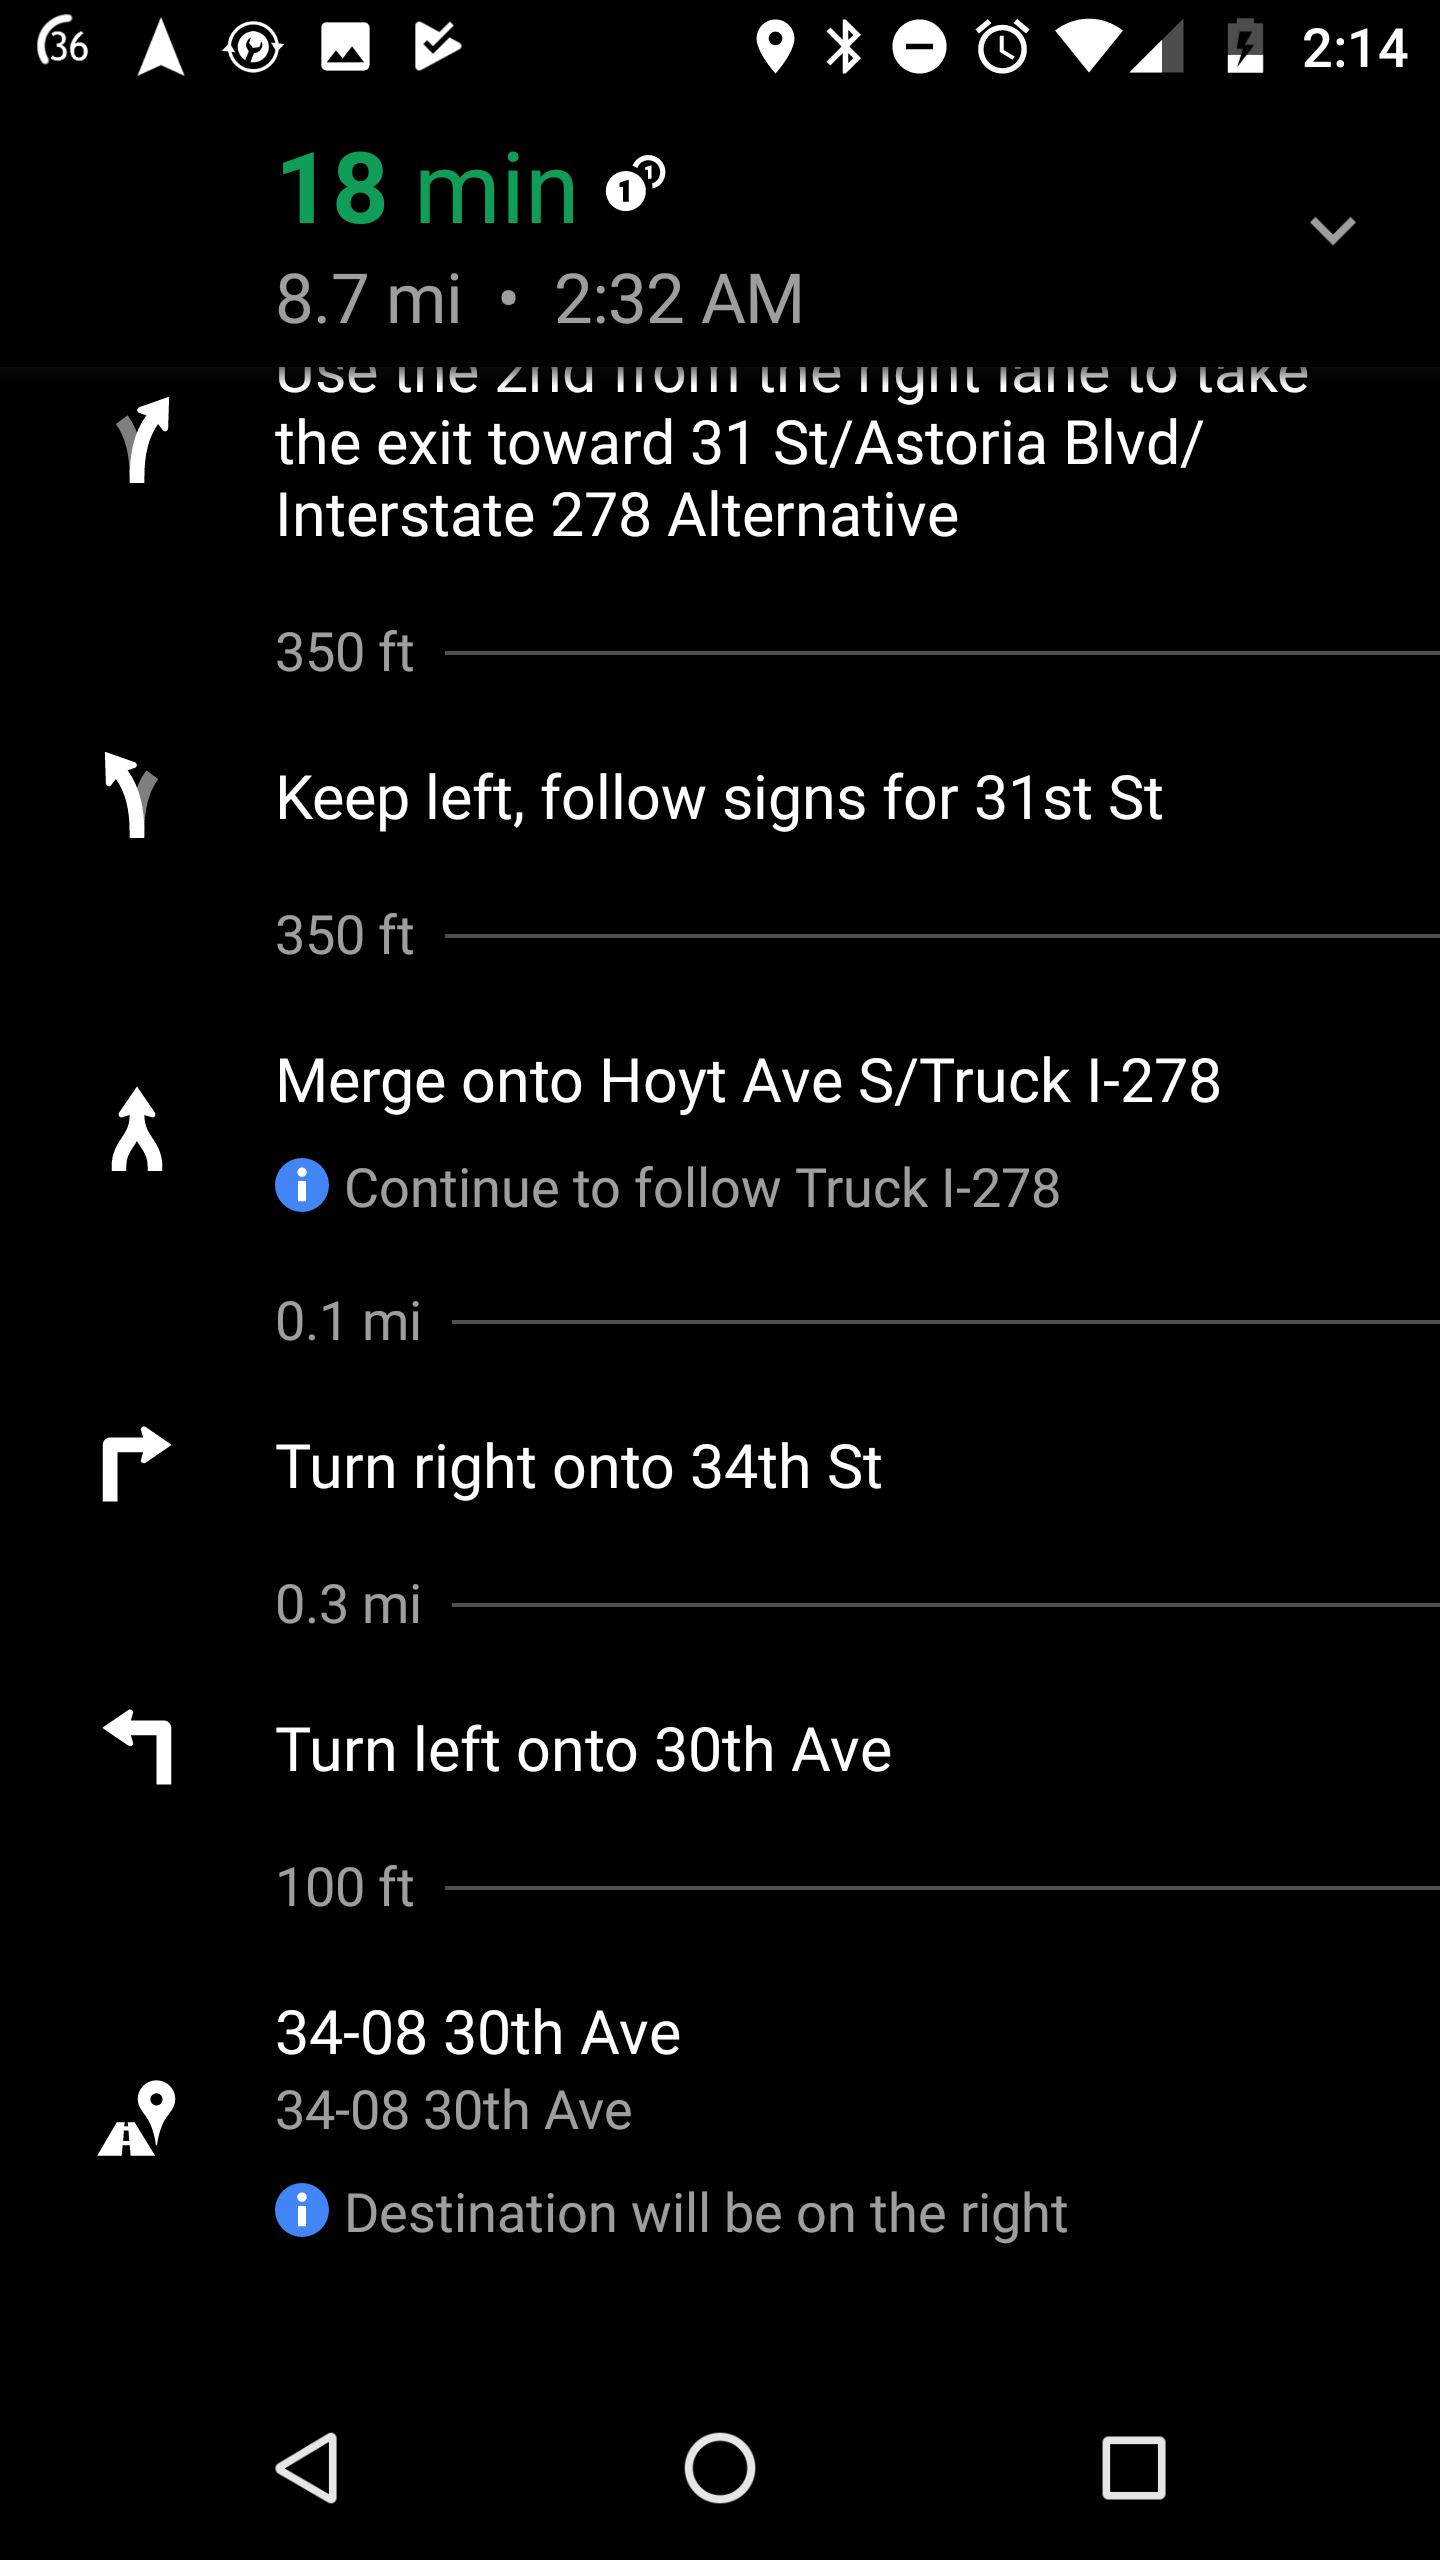 36
2:14
18 min
8.7 mi • 2:32 AM
Use the 2nd from the right lane to take
the exit toward 31 St/Astoria Blvd/
Interstate 278 Alternative
350 ft
Keep left, follow signs for 31st St
350 ft
Merge onto Hoyt Ave S/Truck I-278
Continue to follow Truck I-278
0.1 mi
Turn right onto 34th St
0.3 mi
Turn left onto 30th Ave
100 ft
34-08 30th Ave
34-08 30th Ave
Destination will be on the right